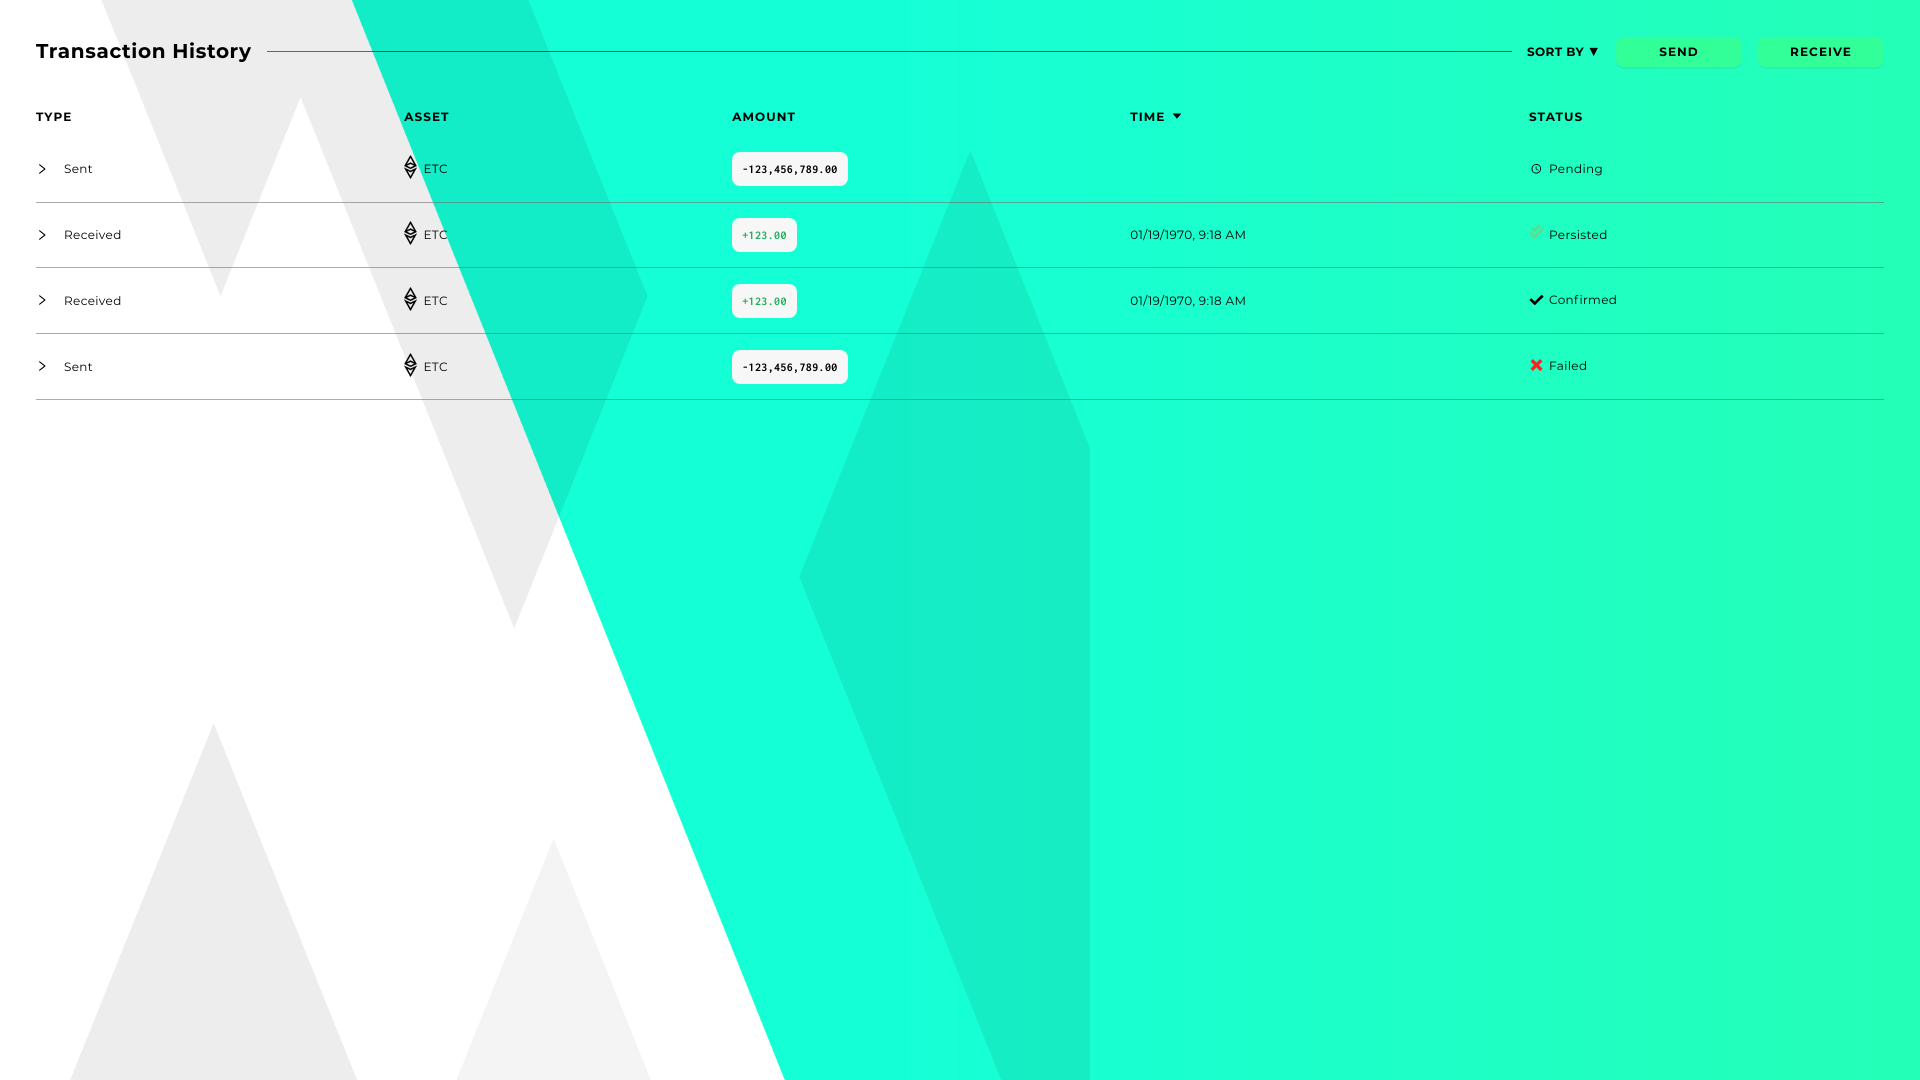 Transaction History SORT BY ▼ SEND RECEIVE
TYPE ASSET AMOUNT TIME STATUS
Sent ETC -123,456,789.00 Pending
Received ETC +123.00 01/19/1970, 9:18 AM Persisted
Received ETC +123.00 01/19/1970, 9:18 AM Confirmed
Sent ETC -123,456,789.00 Failed